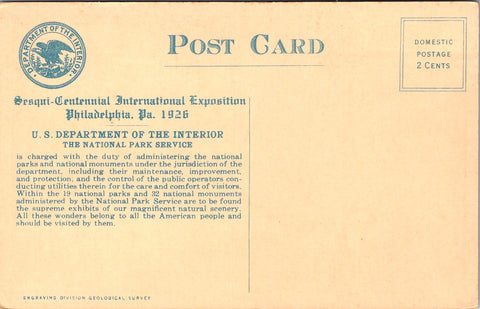 DEPARTMENT OF THE INTERIOR
POST CARD
DOMESTIC
POSTAGE
2 CENTS
Sesqui-Centennial International Exposition
Philadelphia, Pa. 1926
U. S. DEPARTMENT OF THE INTERIOR
THE NATIONAL PARK SERVICE
is charged with the duty of administering the national
parks and national monuments under the jurisdiction of the
department, including their maintenance, improvement,
and protection, and the control of the public operators con-
ducting utilities therein for the care and comfort of visitors.
Within the 19 national parks and 32 national monuments
administered by the National Park Service are to be found
the supreme exhibits of our magnificent natural scenery.
All these wonders belong to all the American people and
should be visited by them.
ENGRAVING DIVISION GEOLOGICAL SURVEY